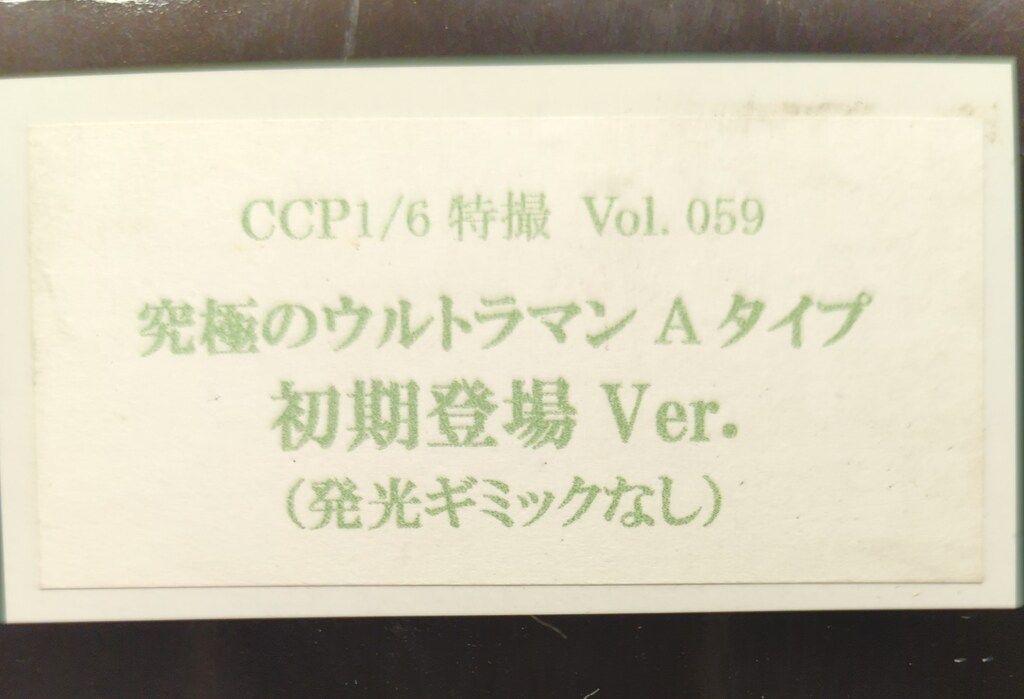 CCP1/6 特撮 Vol. 059
究極のウルトラマン A タイプ
初期登場 Ver.
(発光ギミックなし)